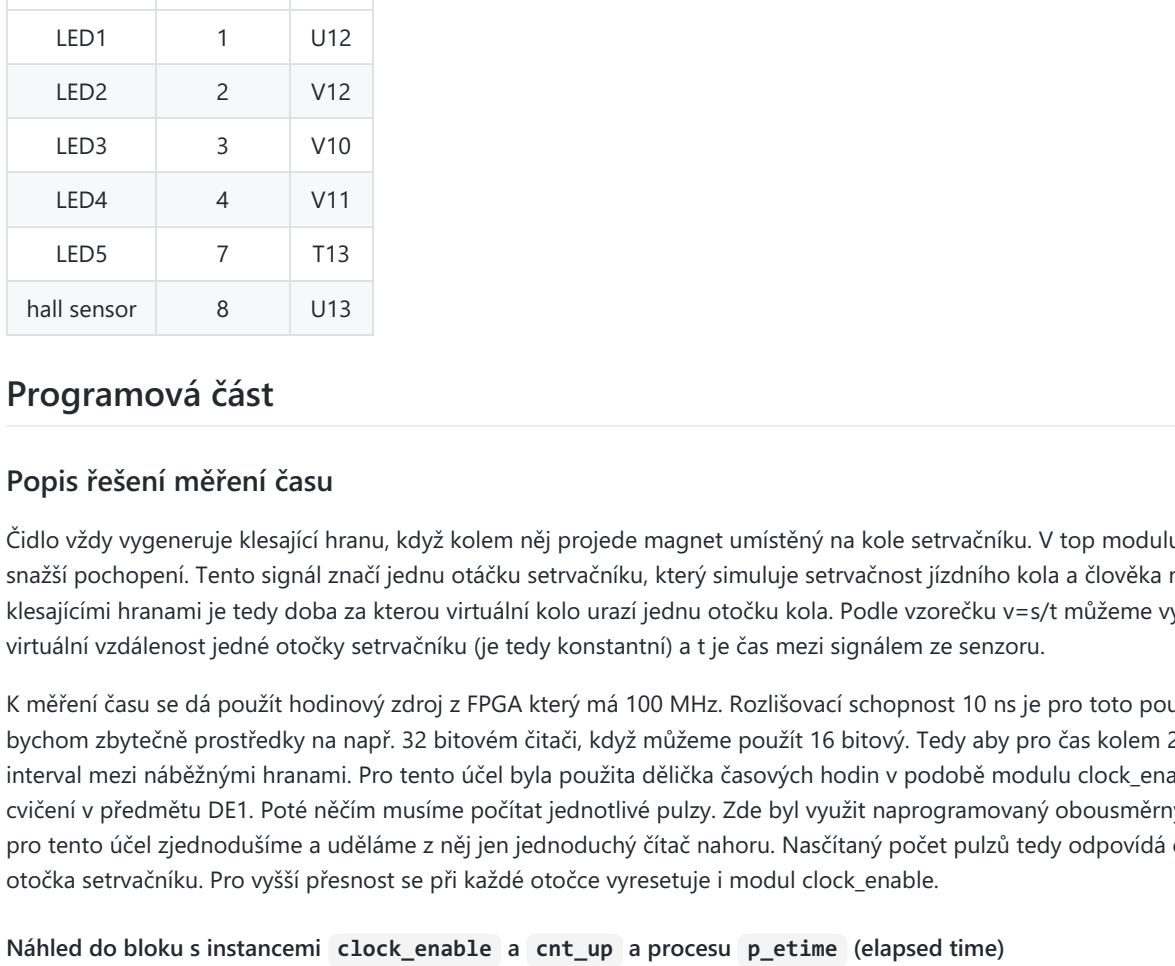 LED1 1 U12
LED2 2 V12
LED3 3 V10
LED4 4 V11
LED5 7 T13
hall sensor 8 U13
Programová část
Popis řešení měření času
Čidlo vždy vygeneruje klesající hranu, když kolem něj projede magnet umístěný na kole setrvačníku. V top modulu
snažší pochopení. Tento signál značí jednu otáčku setrvačníku, který simuluje setrvačnost jízdního kola a člověka
klesajícími hranami je tedy doba za kterou virtuální kolo urazí jednu otočku kola. Podle vzorečku v=s/t můžeme
virtuální vzdálenost jedné otočky setrvačníku (je tedy konstantní) a t je čas mezi signálem ze senzoru.
K měření času se dá použít hodinový zdroj z FPGA který má 100 MHz. Rozlišovací schopnost 10 ns je pro toto
bychom zbytečně prostředky na např. 32 bitovém čitači, když můžeme použít 16 bitový. Tedy aby pro čas kolem
interval mezi náběžnými hranami. Pro tento účel byla použita dělička časových hodin v podobě modulu
cvičení v předmětu DE1. Poté něčím musíme počítat jednotlivé pulzy. Zde byl využit naprogramovaný
pro tento účel zjednodušíme a uděláme z něj jen jednoduchý čítač nahoru. Nasčítaný počet pulzů tedy odpovídá
otočka setrvačníku. Pro vyšší přesnost se při každé otočce vyresetuje i modul clock_enable.
Náhled do bloku s instancemi clock_enable a cnt_up a procesu p_etime (elapsed time)